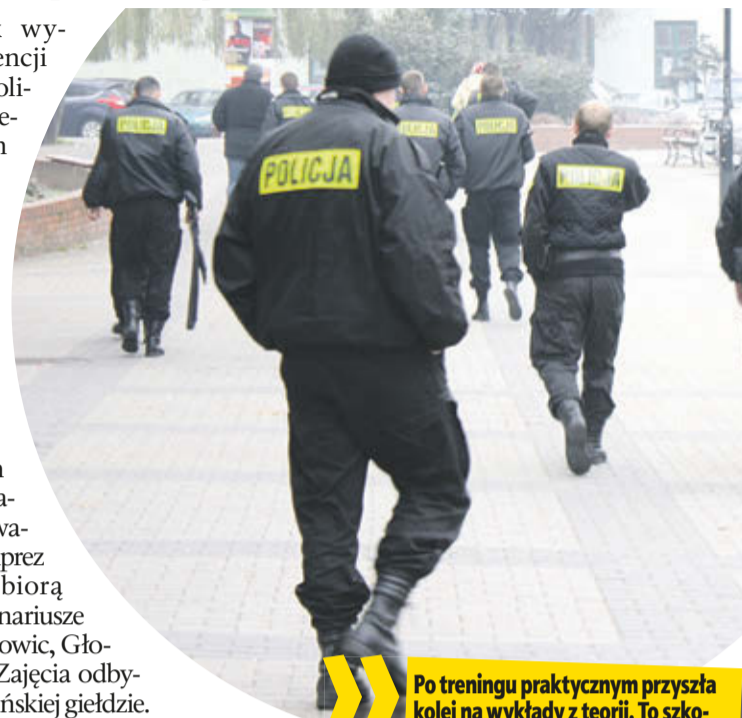 wy-
encji
oli-
e-
a-
wa-
prez
biorą
nariusze
owic, Gło-
Zajęcia odby-
ńskiej giełdzie.
POLICJA
POLICJA
POLICJA
POLICJA
POLICJA
POLICJA
Po treningu praktycznym przyszła
kolej na wykłady z teorii. To szko-